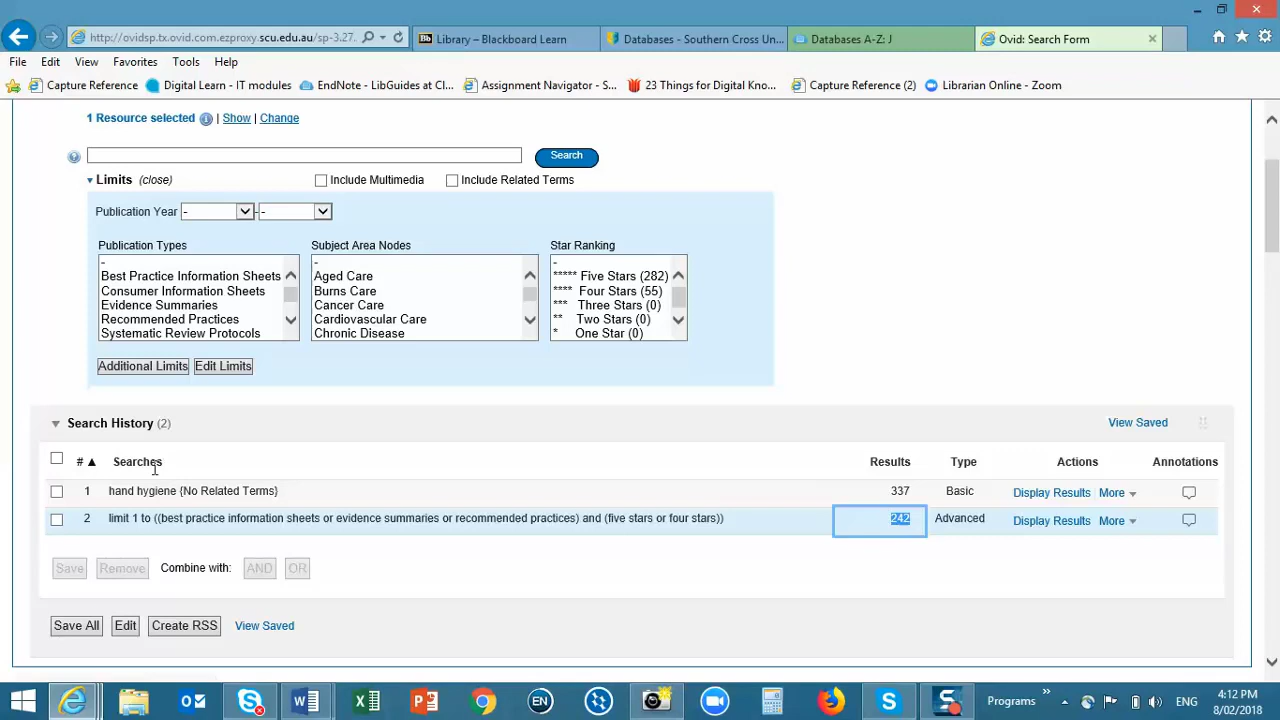 http://ovidsp.tx.ovid.com.ezproxy.scu.edu.au/sp-3.27. Library – Blackboard Learn Databases - Southern Cross Un... Databases A-Z: J Ovid: Search Form
File Edit View Favorites Tools Help
Capture Reference Digital Learn - IT modules EndNote - LibGuides at Cl... Assignment Navigator - S... 23 Things for Digital Kno... Capture Reference (2) Librarian Online - Zoom
1 Resource selected | Show | Change
Search
Limits (close) Include Multimedia Include Related Terms
Publication Year - - -
Publication Types Subject Area Nodes Star Ranking
- - -
Best Practice Information Sheets Aged Care ***** Five Stars (282)
Consumer Information Sheets Burns Care **** Four Stars (55)
Evidence Summaries Cancer Care *** Three Stars (0)
Recommended Practices Cardiovascular Care ** Two Stars (0)
Systematic Review Protocols Chronic Disease * One Star (0)
Additional Limits Edit Limits
Search History (2) View Saved
# ▲ Searches Results Type Actions Annotations
1 hand hygiene {No Related Terms} 337 Basic Display Results More
2 limit 1 to ((best practice information sheets or evidence summaries or recommended practices) and (five stars or four stars)) 242 Advanced Display Results More
Save Remove Combine with: AND OR
Save All Edit Create RSS View Saved
Programs » ENG 4:12 PM
8/02/2018